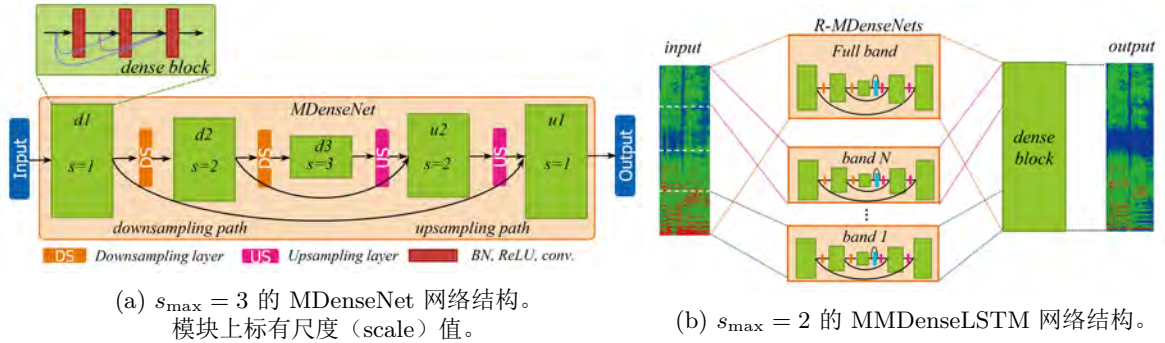 dense block
MDenseNet
Input
d1
s=1
DS
d2
s=2
DS
d3
s=3
US
u2
s=2
US
u1
s=1
Output
downsampling path
upsampling path
DS Downsampling layer US Upsampling layer BN, ReLU, conv.
(a) s_max = 3 的 MDenseNet 网络结构。
模块上标有尺度（scale）值。
R-MDenseNets
input
Full band
band N
⋮
band 1
dense
block
output
(b) s_max = 2 的 MMDenseLSTM 网络结构。